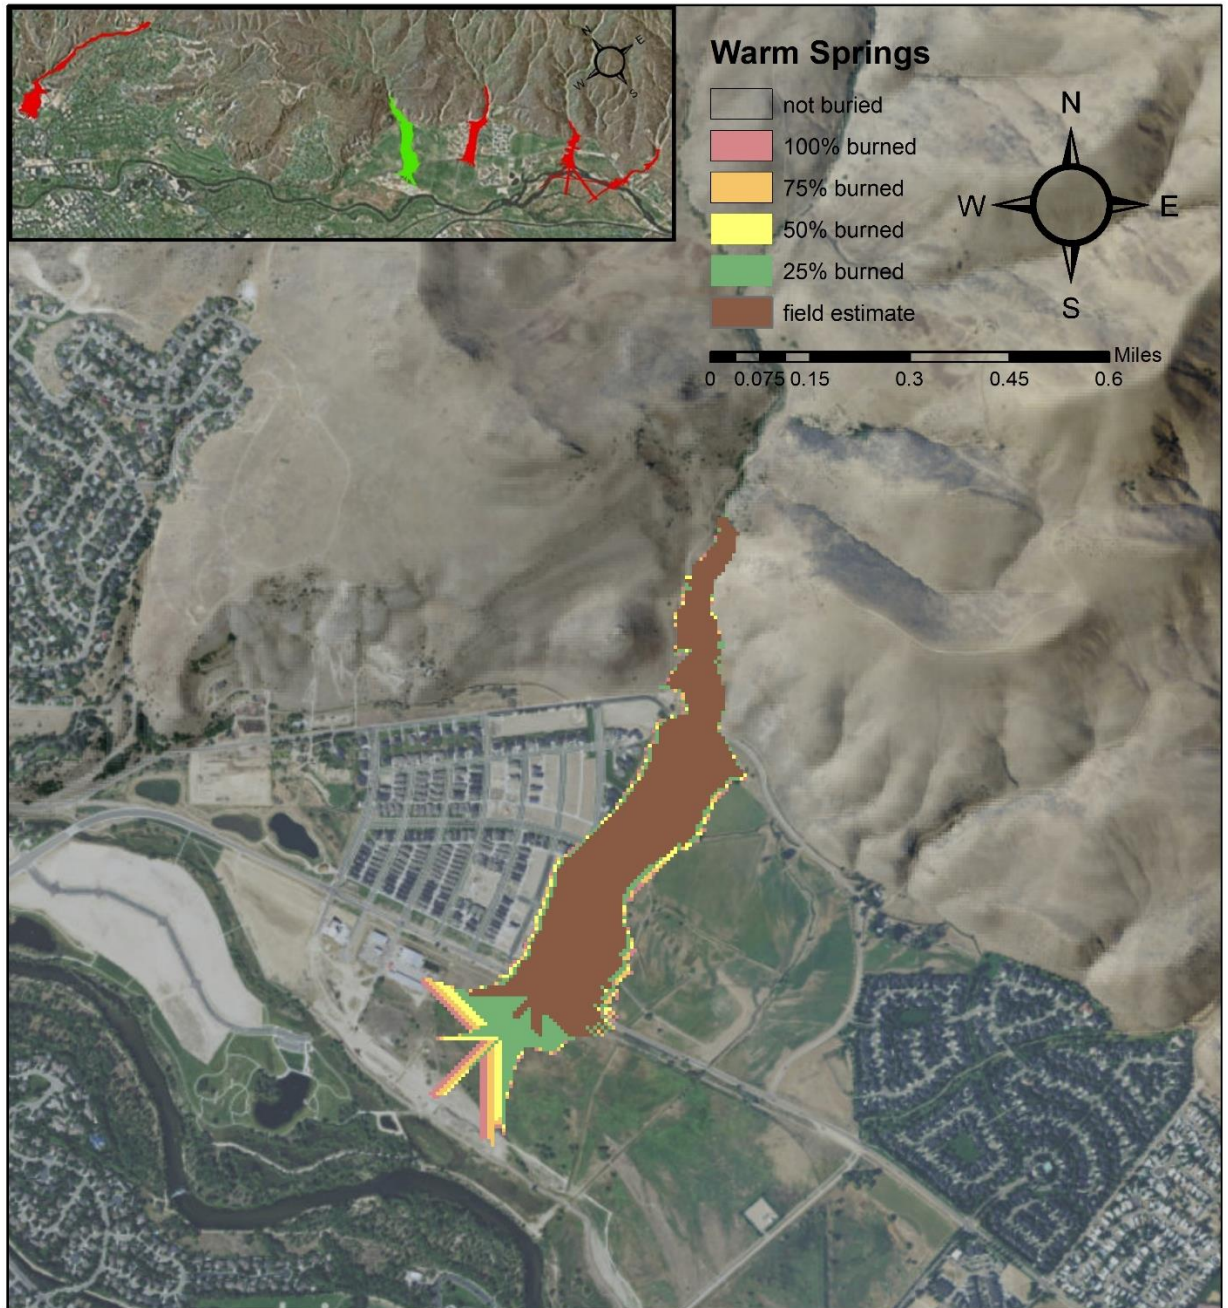 N
E
W
S
Warm Springs
not buried
100% burned
75% burned
50% burned
25% burned
field estimate
N
W E
S
Miles
0 0.075 0.15 0.3 0.45 0.6